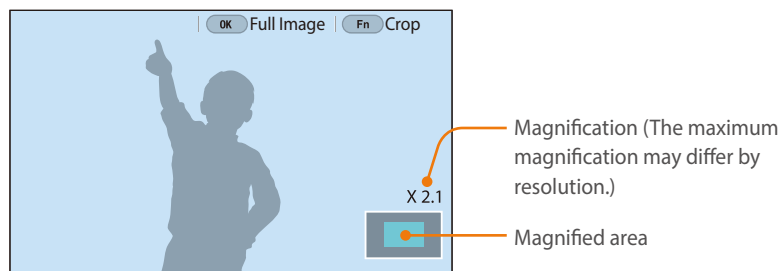 OK Full Image Fn Crop
Magnification (The maximum
magnification may differ by
resolution.)
X 2.1
Magnified area